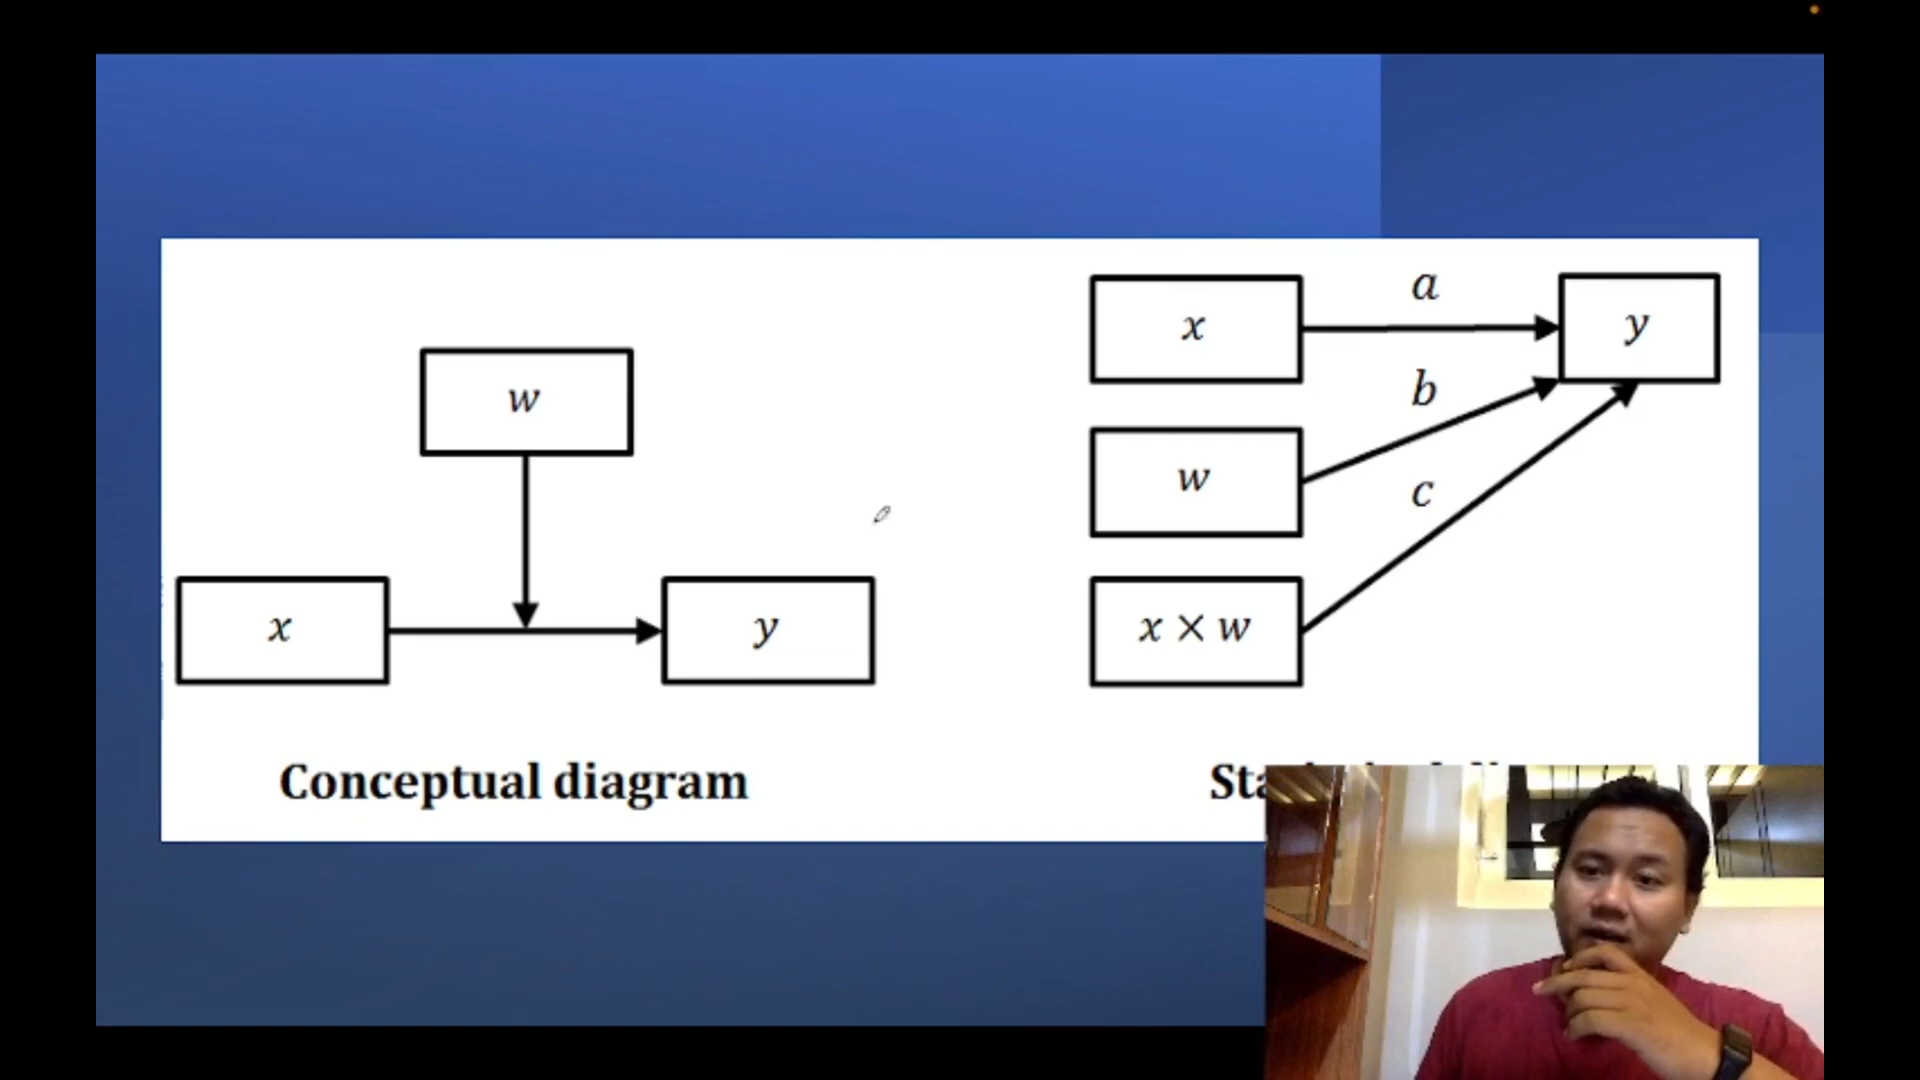 w
x
y
Conceptual diagram
x
a
y
b
w
c
x × w